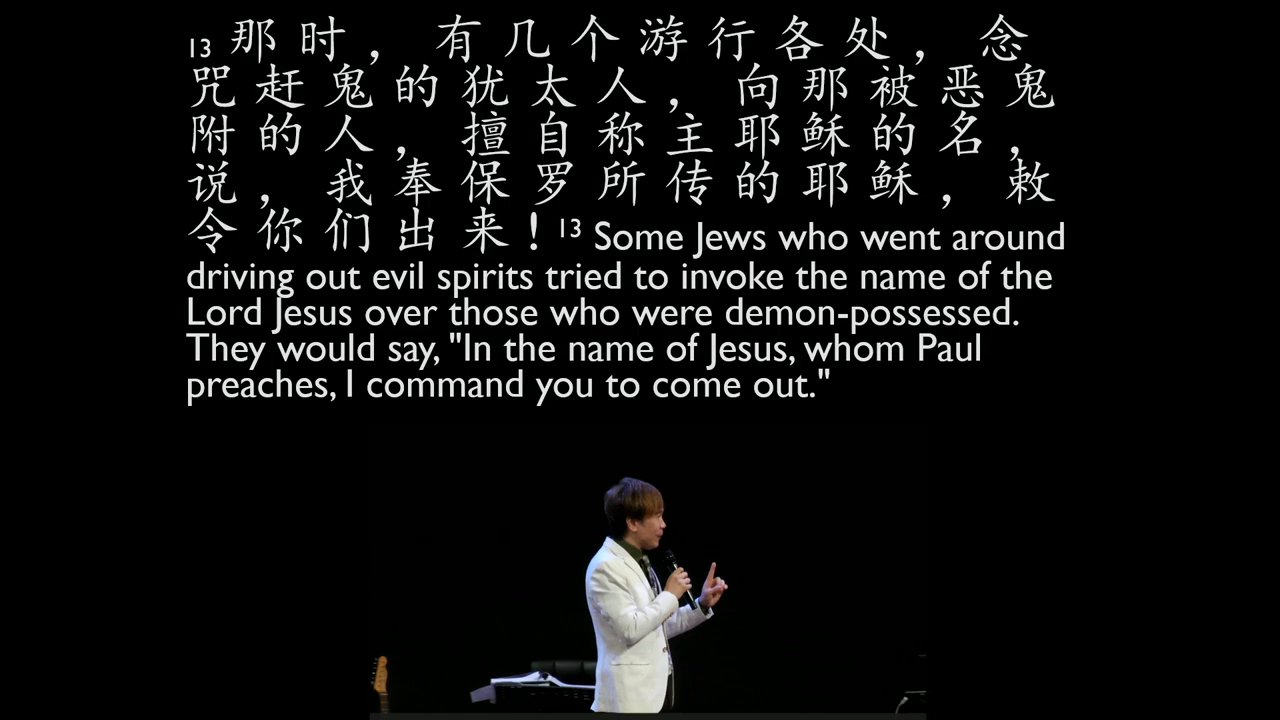 13 那时，有几个游行各处，念
咒赶鬼的犹太人，向那被恶鬼
附的人，擅自称主耶稣的名，
说，我奉保罗所传的耶稣，敕
令你们出来！13 Some Jews who went around
driving out evil spirits tried to invoke the name of the
Lord Jesus over those who were demon-possessed.
They would say, "In the name of Jesus, whom Paul
preaches, I command you to come out."